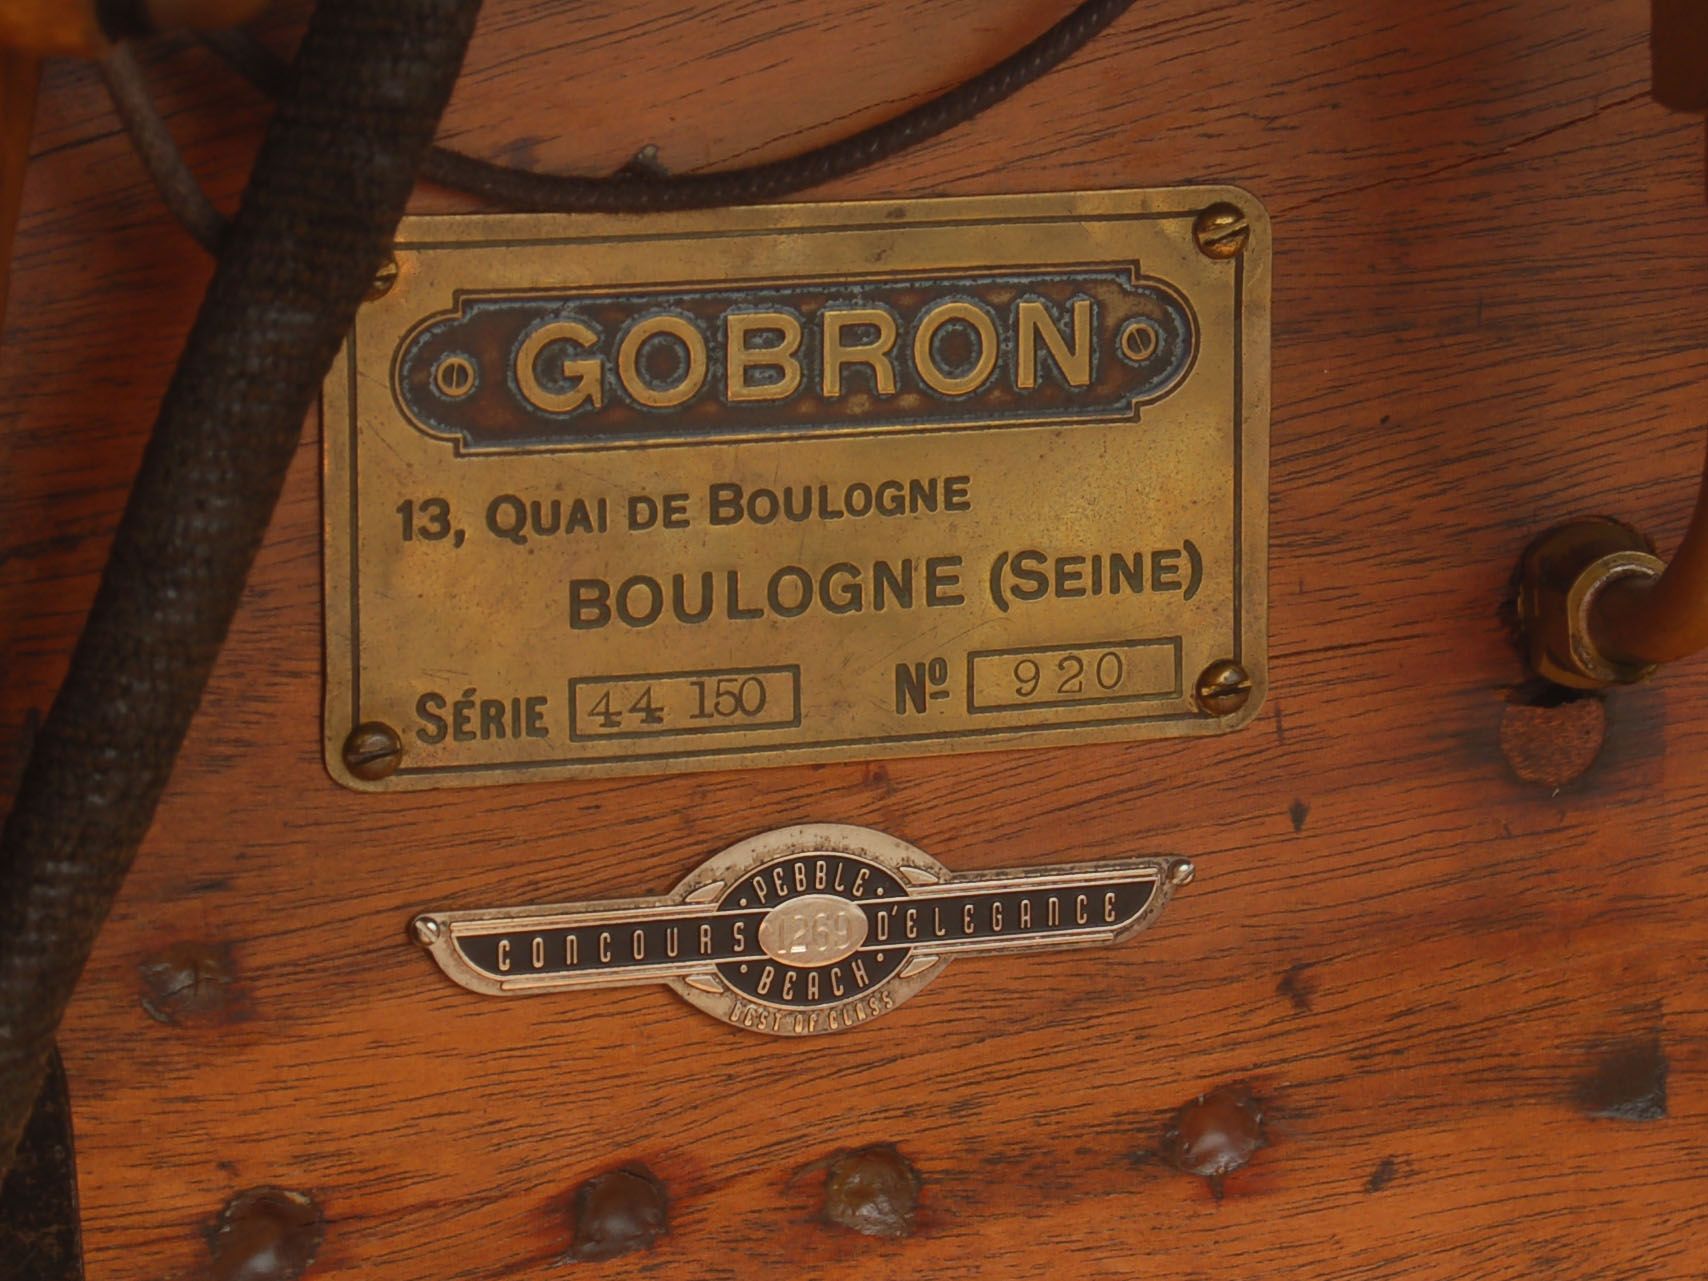 GOBRON
13, QUAI DE BOULOGNE
BOULOGNE (SEINE)
SÉRIE 44 150 Nº 920
PEBBLE
CONCOURS 1269 D'ELEGANCE
BEACH
BEST OF CLASS